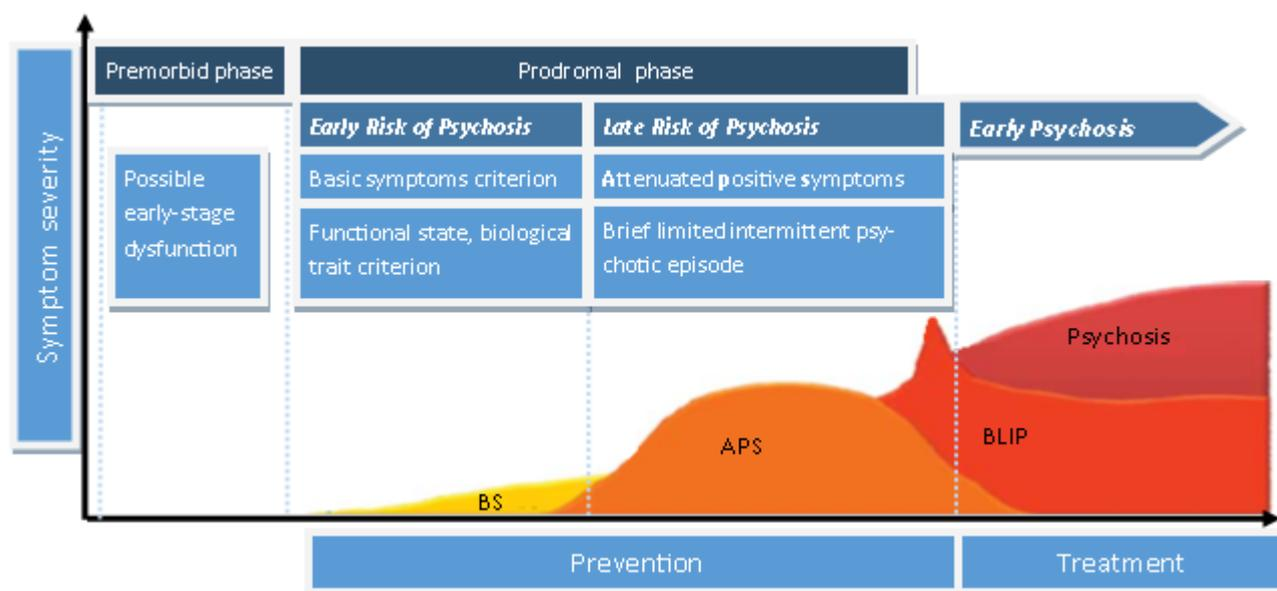 Symptom severity
Premorbid phase
Prodromal phase
Early Risk of Psychosis
Late Risk of Psychosis
Early Psychosis
Possible
early-stage
dysfunction
Basic symptoms criterion
Functional state, biological
trait criterion
Attenuated positive symptoms
Brief limited intermittent psy-
chotic episode
BS
APS
BLIP
Psychosis
Prevention
Treatment